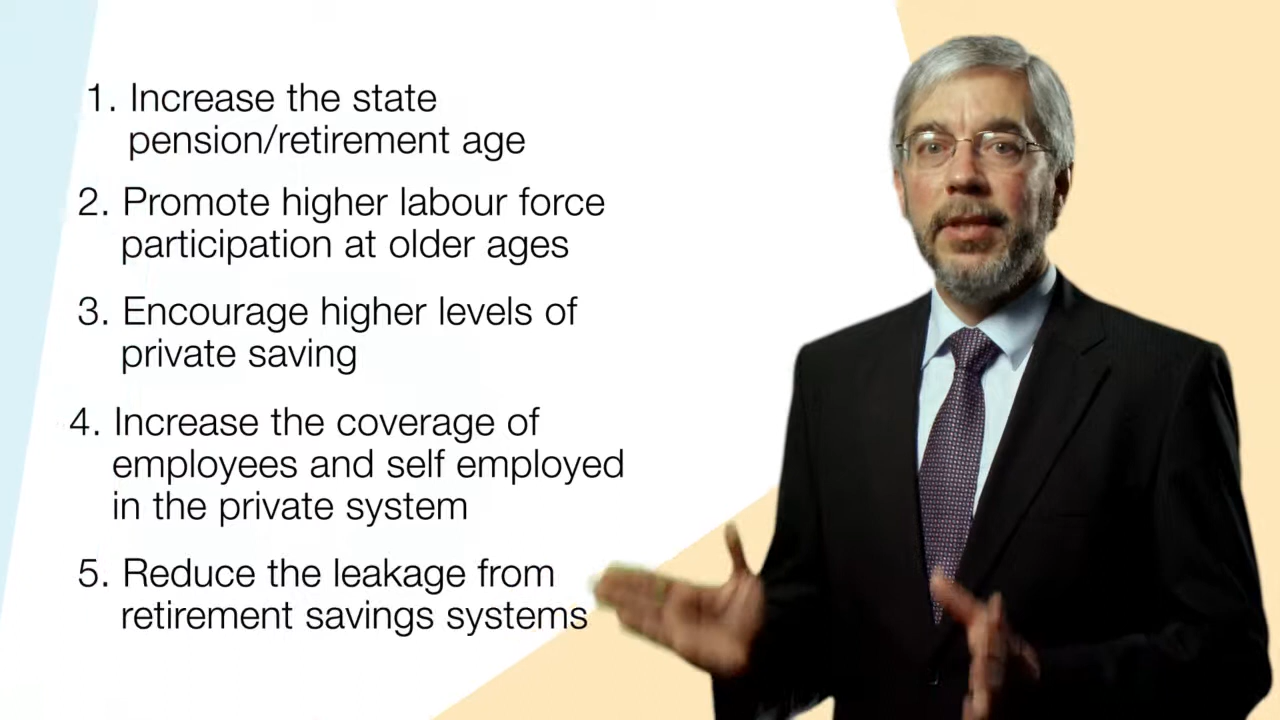 1. Increase the state
pension/retirement age
2. Promote higher labour force
participation at older ages
3. Encourage higher levels of
private saving
4. Increase the coverage of
employees and self employed
in the private system
5. Reduce the leakage from
retirement savings systems